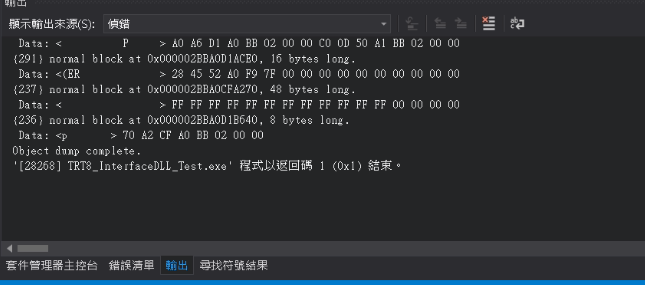 輸出
顯示輸出來源(S): 偵錯
Data: < P > A0 A6 D1 A0 BB 02 00 00 C0 0D 50 A1 BB 02 00 00
{291} normal block at 0x000002BBA0D1ACE0, 16 bytes long.
Data: <(ER > 28 45 52 A0 F9 7F 00 00 00 00 00 00 00 00 00 00
{237} normal block at 0x000002BBA0CFA270, 48 bytes long.
Data: < > FF FF FF FF FF FF FF FF FF FF FF FF 00 00 00 00
{236} normal block at 0x000002BBA0D1B640, 8 bytes long.
Data: <p > 70 A2 CF A0 BB 02 00 00
Object dump complete.
'[28268] TRT8_InterfaceDLL_Test.exe' 程式以返回碼 1 (0x1) 結束。
套件管理器主控台 錯誤清單 輸出 尋找符號結果